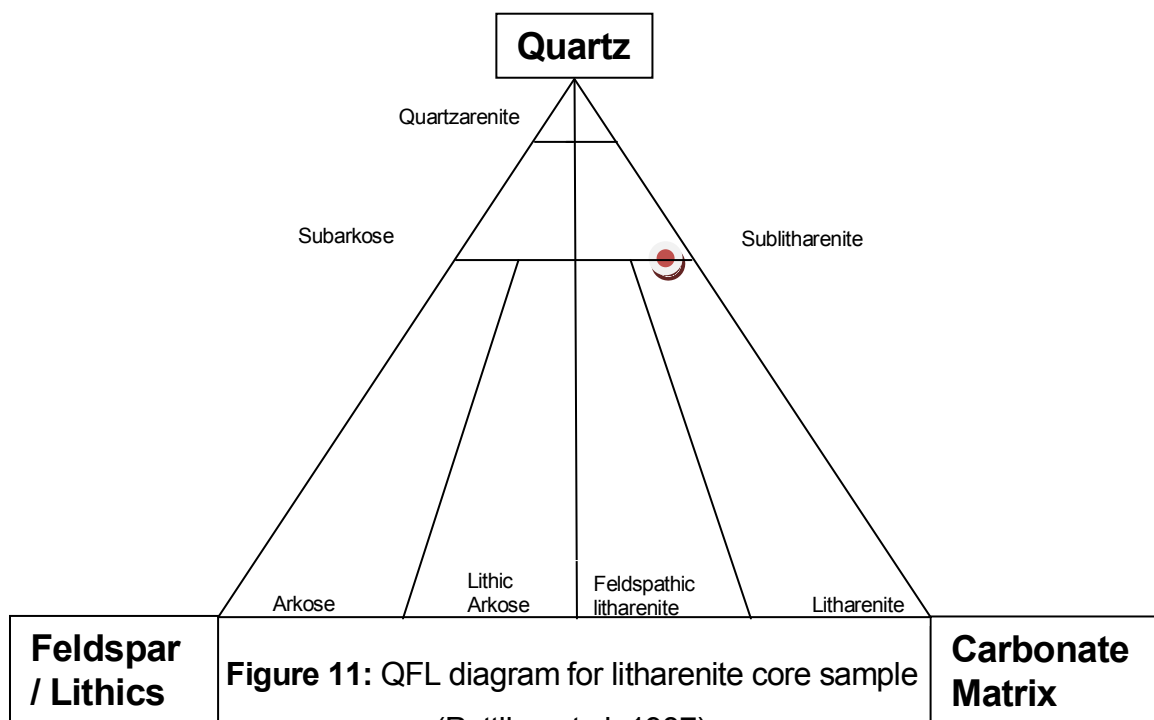 Quartz
Quartzarenite
Subarkose
Sublitharenite
Arkose
Lithic
Arkose
Feldspathic
litharenite
Litharenite
Feldspar
/ Lithics
Figure 11: QFL diagram for litharenite core sample
Carbonate
Matrix